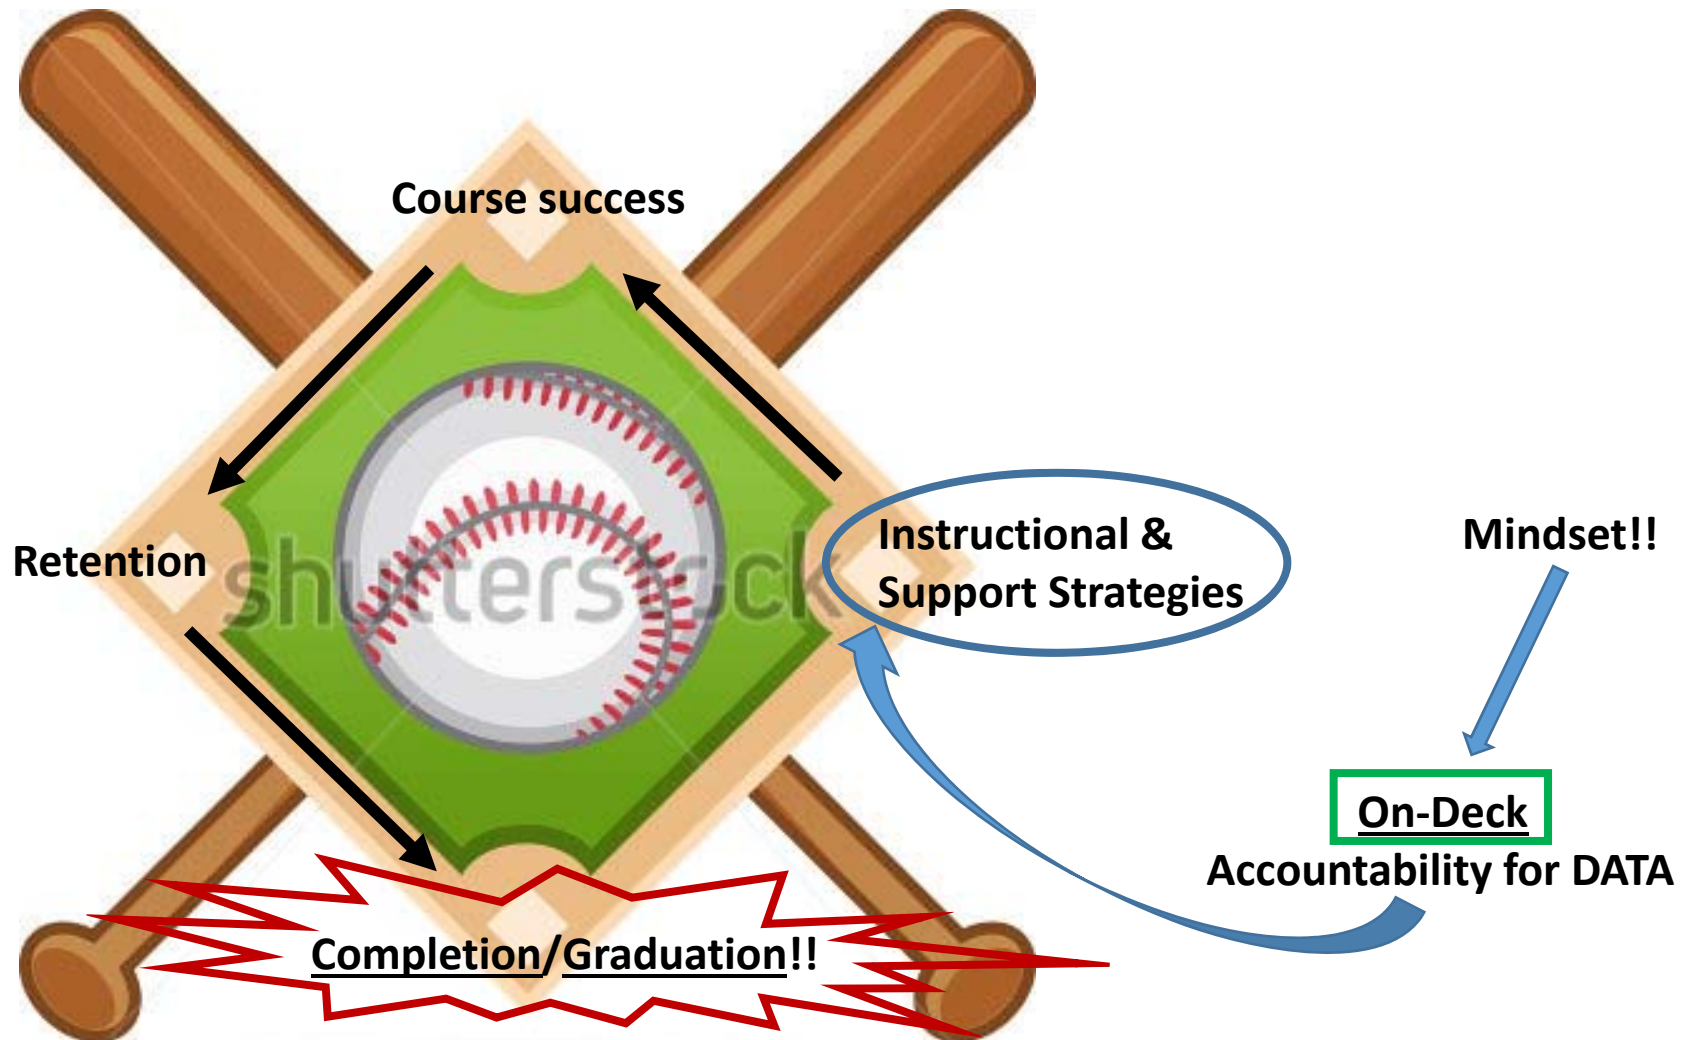 Course success
Retention
Instructional &
Support Strategies
Mindset!!
shutterstock
On-Deck
Accountability for DATA
Completion/Graduation!!